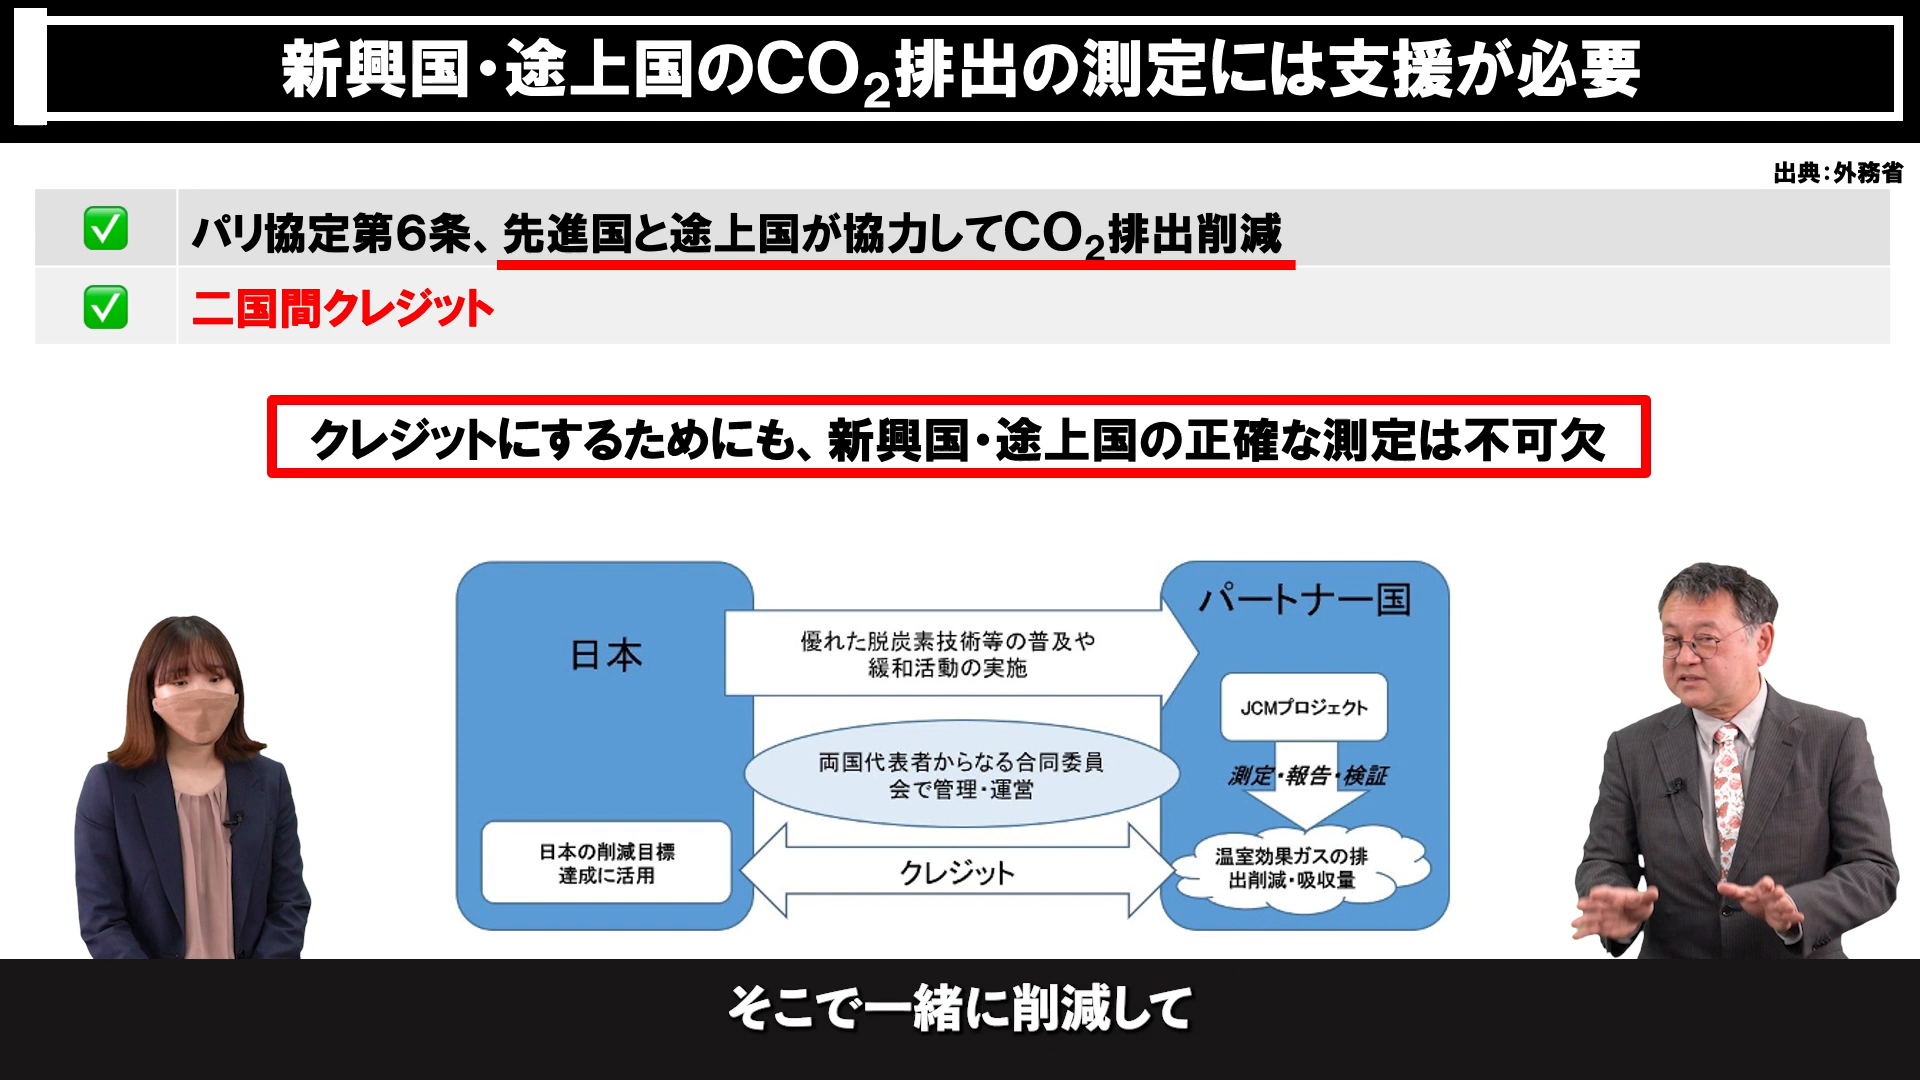 新興国・途上国のCO₂排出の測定には支援が必要
出典：外務省
✅ パリ協定第6条、先進国と途上国が協力してCO₂排出削減
✅ 二国間クレジット
クレジットにするためにも、新興国・途上国の正確な測定は不可欠
日本
優れた脱炭素技術等の普及や
緩和活動の実施
パートナー国
JCMプロジェクト
両国代表者からなる合同委員
会で管理・運営
測定・報告・検証
日本の削減目標
達成に活用
クレジット
温室効果ガスの排
出削減・吸収量
そこで一緒に削減して